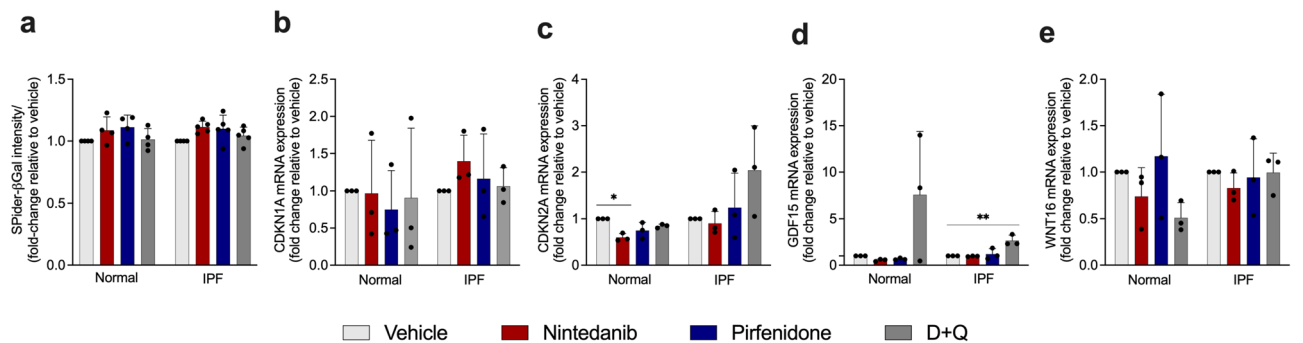 a
SPider-βGal intensity/
(fold-change relative to vehicle)
1.5
1.0
0.5
0.0
Normal
IPF
b
CDKN1A mRNA expression
(fold change relative to vehicle)
2.5
2.0
1.5
1.0
0.5
0.0
Normal
IPF
c
CDKN2A mRNA expression
(fold change relative to vehicle)
4
3
2
1
0
*
Normal
IPF
d
GDF15 mRNA expression
(fold change relative to vehicle)
20
15
10
5
0
**
Normal
IPF
e
WNT16 mRNA expression
(fold change relative to vehicle)
2.0
1.5
1.0
0.5
0.0
Normal
IPF
Vehicle
Nintedanib
Pirfenidone
D+Q